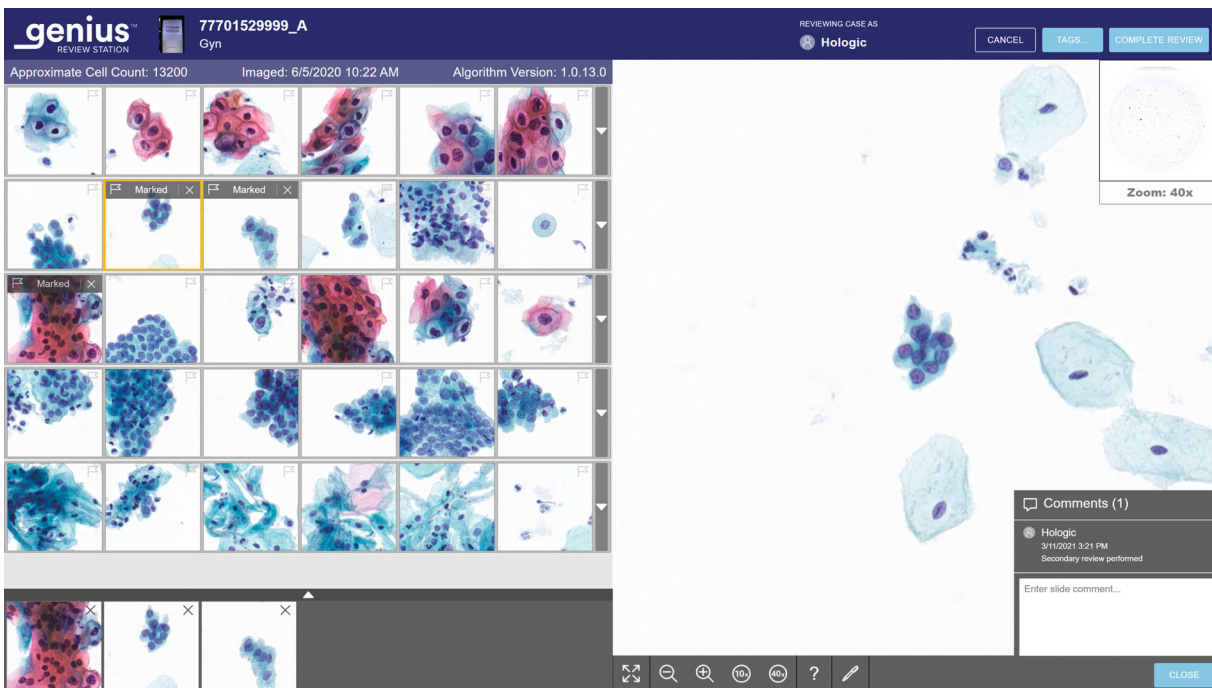 genius™
REVIEW STATION
77701529999_A
Gyn
REVIEWING CASE AS
Hologic
CANCEL
TAGS...
COMPLETE REVIEW
Approximate Cell Count: 13200
Imaged: 6/5/2020 10:22 AM
Algorithm Version: 1.0.13.0
Marked
Marked
Marked
Zoom: 40x
Comments (1)
Hologic
3/11/2021 3:21 PM
Secondary review performed
Enter slide comment...
10x
40x
?
CLOSE